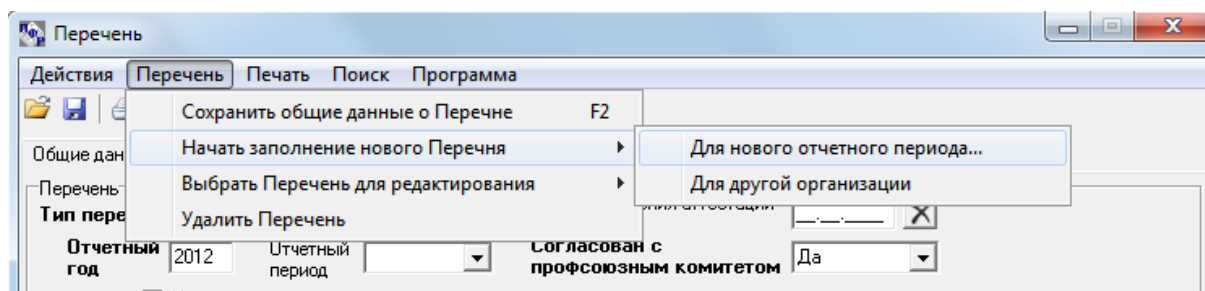 Перечень
Действия Перечень Печать Поиск Программа
Сохранить общие данные о Перечне F2
Начать заполнение нового Перечня Для нового отчетного периода...
Общие дан
Выбрать Перечень для редактирования Для другой организации
Перечень
Удалить Перечень
Тип пере
Отчетный год 2012 Отчетный период Согласован с профсоюзным комитетом Да